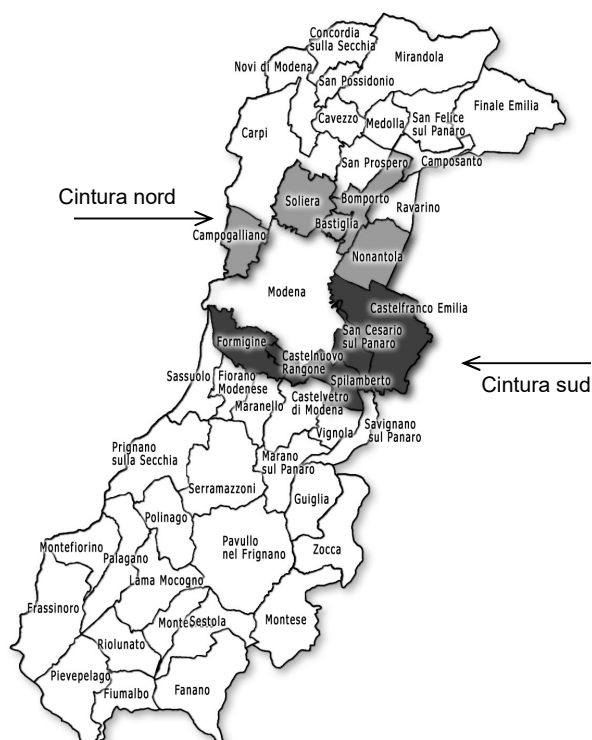 Concordia
sulla Secchia
Mirandola
Novi di Modena
San Possidonio
Finale Emilia
Cavezzo
Medolla
San Felice
sul Panaro
Carpi
San Prospero
Camposanto
Cintura nord
Soliera
Bomporto
Ravarino
Bastiglia
Campogalliano
Nonantola
Modena
Castelfranco Emilia
San Cesario
sul Panaro
Formigine
Castelnuovo
Rangone
Cintura sud
Sassuolo
Fiorano
Modenese
Spilamberto
Maranello
Castelvetro
di Modena
Savignano
sul Panaro
Vignola
Prignano
sulla Secchia
Marano
sul Panaro
Serramazzoni
Guiglia
Polinago
Montefiorino
Palagano
Pavullo
nel Frignano
Zocca
Lama Mocogno
Frassinoro
Sestola
Montese
Riolunato
Pievepelago
Fiumalbo
Fanano